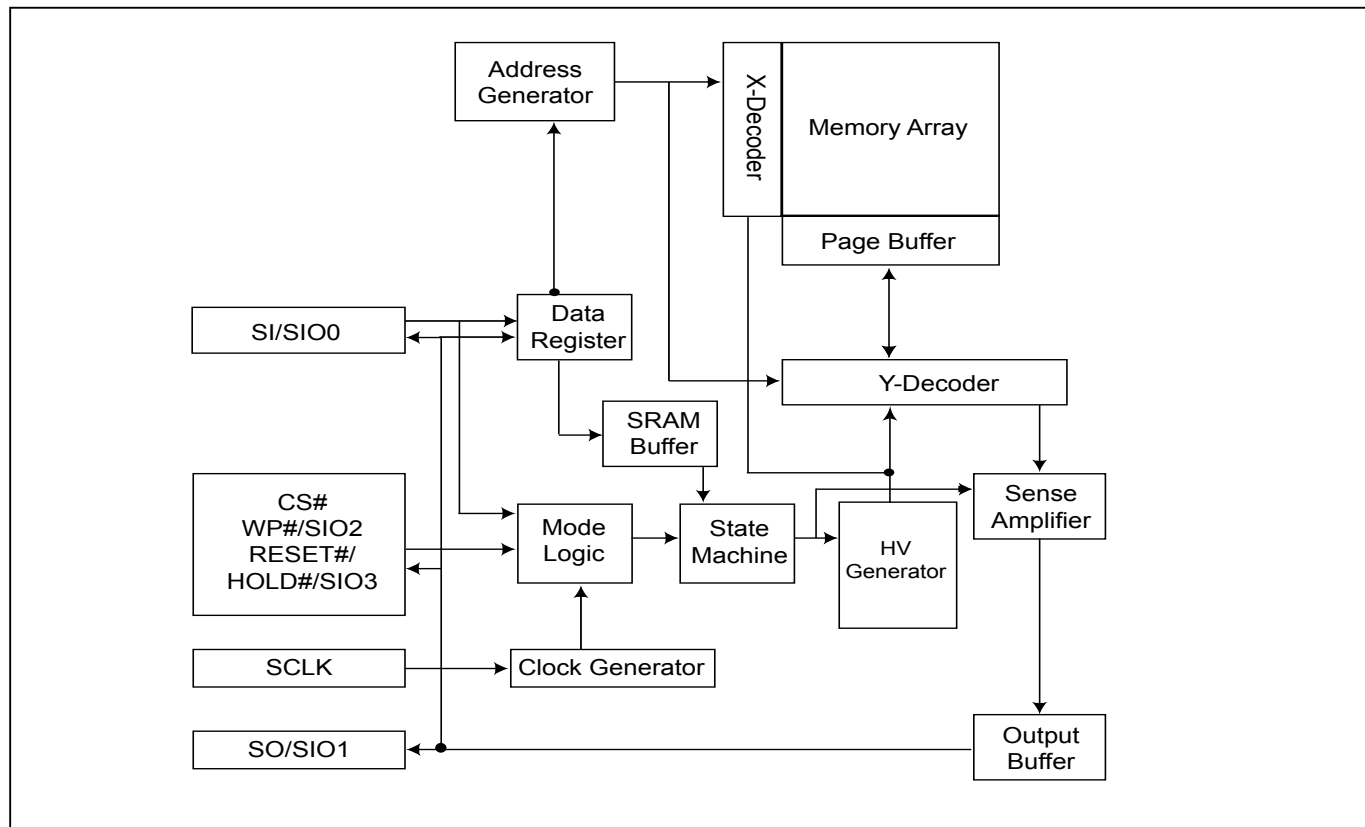 Address
Generator
X-Decoder
Memory Array
Page Buffer
SI/SIO0
Data
Register
Y-Decoder
SRAM
Buffer
CS#
WP#/SIO2
RESET#/
HOLD#/SIO3
Mode
Logic
State
Machine
HV
Generator
Sense
Amplifier
SCLK
Clock Generator
SO/SIO1
Output
Buffer